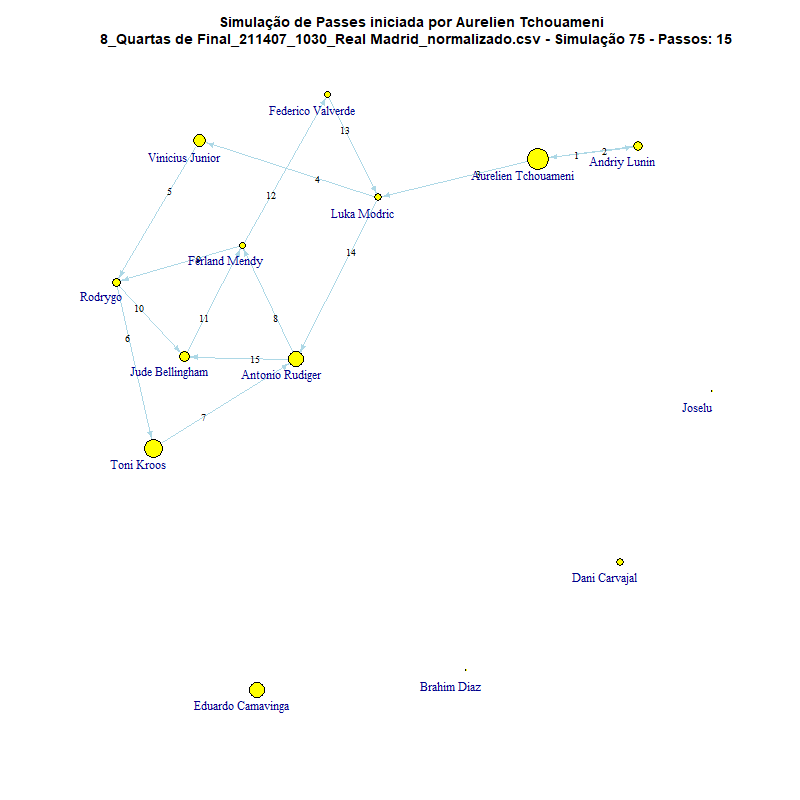 Simulação de Passes iniciada por Aurelien Tchouameni
8_Quartas de Final_211407_1030_Real Madrid_normalizado.csv - Simulação 75 - Passos: 15
Federico Valverde
13
Vinicius Junior
2
1
Andriy Lunin
Aurelien Tchouameni
4
5
12
Luka Modric
14
Ferland Mendy
Rodrygo
10
11
8
6
15
Jude Bellingham
Antonio Rudiger
Joselu
7
Toni Kroos
Dani Carvajal
Brahim Diaz
Eduardo Camavinga